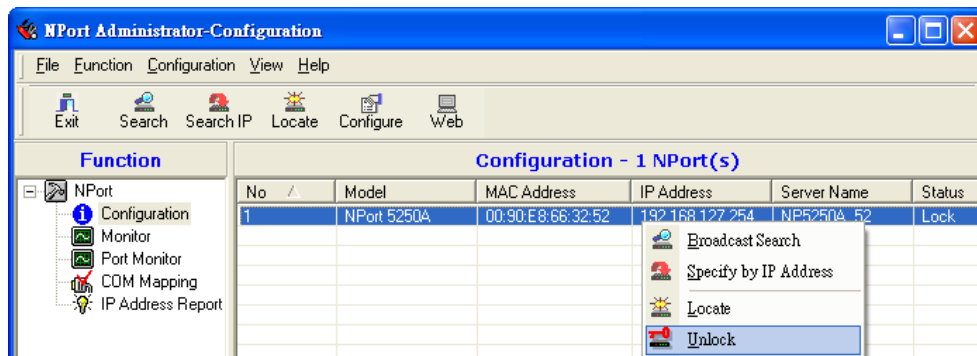 NPort Administrator-Configuration
File Function Configuration View Help
Exit Search Search IP Locate Configure Web
Function
Configuration - 1 NPort(s)
NPort
Configuration
Monitor
Port Monitor
COM Mapping
IP Address Report
No Model MAC Address IP Address Server Name Status
1 NPort 5250A 00:90:E8:66:32:52 192.168.127.254 NP5250A_52 Lock
Broadcast Search
Specify by IP Address
Locate
Unlock